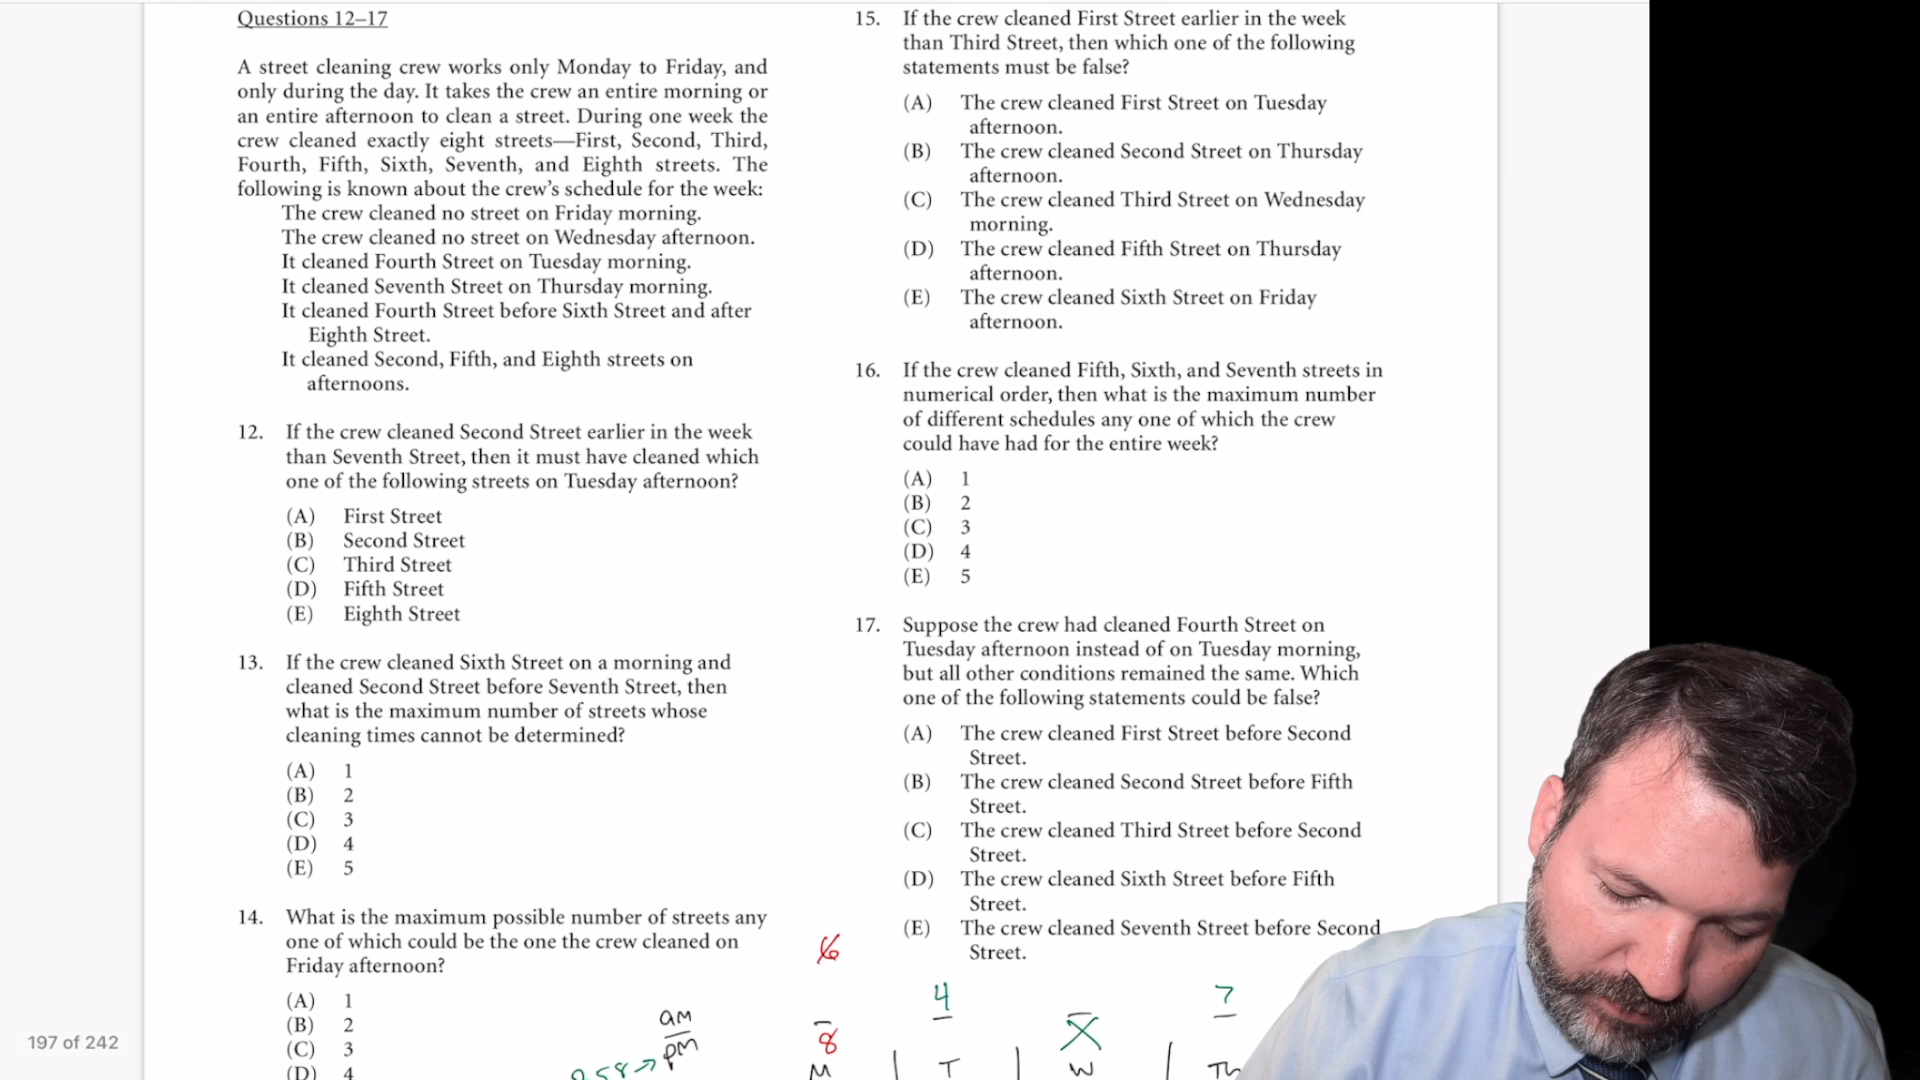 Questions 12–17
A street cleaning crew works only Monday to Friday, and
only during the day. It takes the crew an entire morning or
an entire afternoon to clean a street. During one week the
crew cleaned exactly eight streets—First, Second, Third,
Fourth, Fifth, Sixth, Seventh, and Eighth streets. The
following is known about the crew's schedule for the week:
The crew cleaned no street on Friday morning.
The crew cleaned no street on Wednesday afternoon.
It cleaned Fourth Street on Tuesday morning.
It cleaned Seventh Street on Thursday morning.
It cleaned Fourth Street before Sixth Street and after
Eighth Street.
It cleaned Second, Fifth, and Eighth streets on
afternoons.
12. If the crew cleaned Second Street earlier in the week
than Seventh Street, then it must have cleaned which
one of the following streets on Tuesday afternoon?
(A) First Street
(B) Second Street
(C) Third Street
(D) Fifth Street
(E) Eighth Street
13. If the crew cleaned Sixth Street on a morning and
cleaned Second Street before Seventh Street, then
what is the maximum number of streets whose
cleaning times cannot be determined?
(A) 1
(B) 2
(C) 3
(D) 4
(E) 5
14. What is the maximum possible number of streets any
one of which could be the one the crew cleaned on
Friday afternoon?
(A) 1
(B) 2
(C) 3
(D) 4
15. If the crew cleaned First Street earlier in the week
than Third Street, then which one of the following
statements must be false?
(A) The crew cleaned First Street on Tuesday
afternoon.
(B) The crew cleaned Second Street on Thursday
afternoon.
(C) The crew cleaned Third Street on Wednesday
morning.
(D) The crew cleaned Fifth Street on Thursday
afternoon.
(E) The crew cleaned Sixth Street on Friday
afternoon.
16. If the crew cleaned Fifth, Sixth, and Seventh streets in
numerical order, then what is the maximum number
of different schedules any one of which the crew
could have had for the entire week?
(A) 1
(B) 2
(C) 3
(D) 4
(E) 5
17. Suppose the crew had cleaned Fourth Street on
Tuesday afternoon instead of on Tuesday morning,
but all other conditions remained the same. Which
one of the following statements could be false?
(A) The crew cleaned First Street before Second
Street.
(B) The crew cleaned Second Street before Fifth
Street.
(C) The crew cleaned Third Street before Second
Street.
(D) The crew cleaned Sixth Street before Fifth
Street.
(E) The crew cleaned Seventh Street before Second
Street.
6
4 7
am
8 X
258→pm
M | T | W | Th
197 of 242